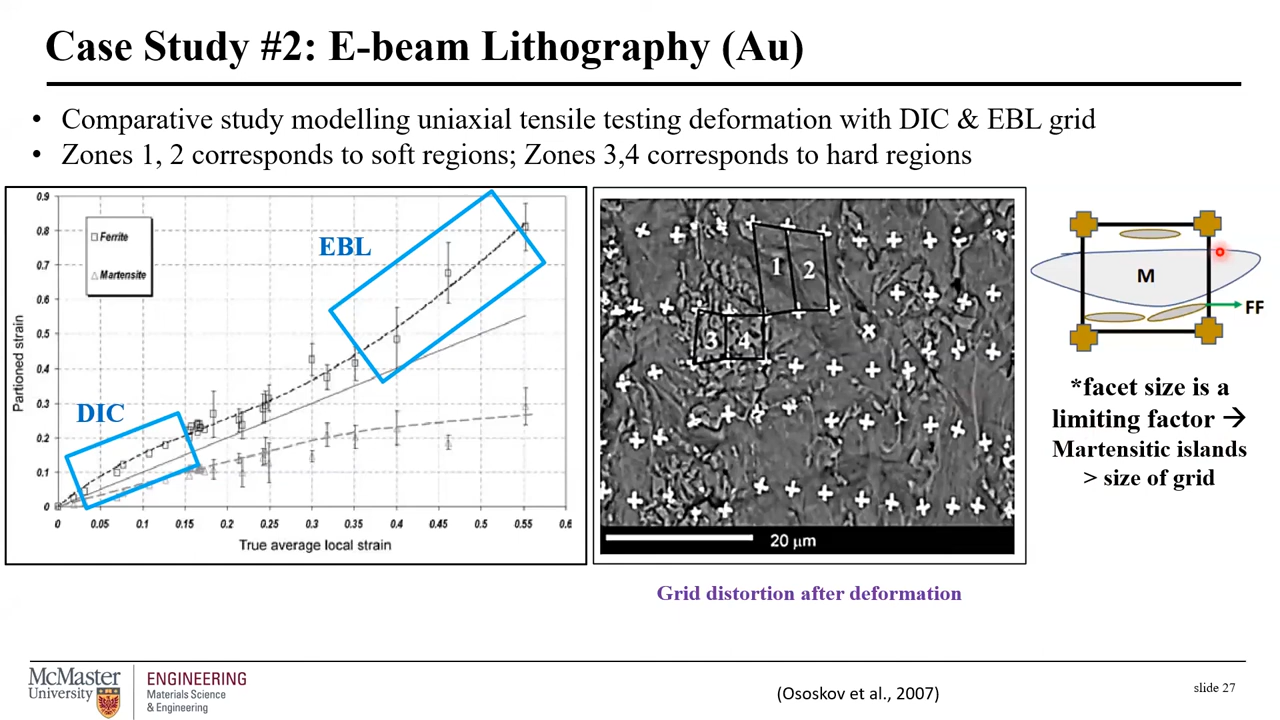 Case Study #2: E-beam Lithography (Au)
• Comparative study modelling uniaxial tensile testing deformation with DIC & EBL grid
• Zones 1, 2 corresponds to soft regions; Zones 3,4 corresponds to hard regions
0.9
0.8
0.7
0.6
0.5
0.4
0.3
0.2
0.1
0
Partioned strain
Ferrite
Martensite
EBL
DIC
0 0.05 0.1 0.15 0.2 0.25 0.3 0.35 0.4 0.45 0.5 0.55 0.6
True average local strain
1 2
3 4
20 µm
Grid distortion after deformation
M
FF
*facet size is a
limiting factor →
Martensitic islands
> size of grid
McMaster
University
ENGINEERING
Materials Science
& Engineering
(Ososkov et al., 2007)
slide 27